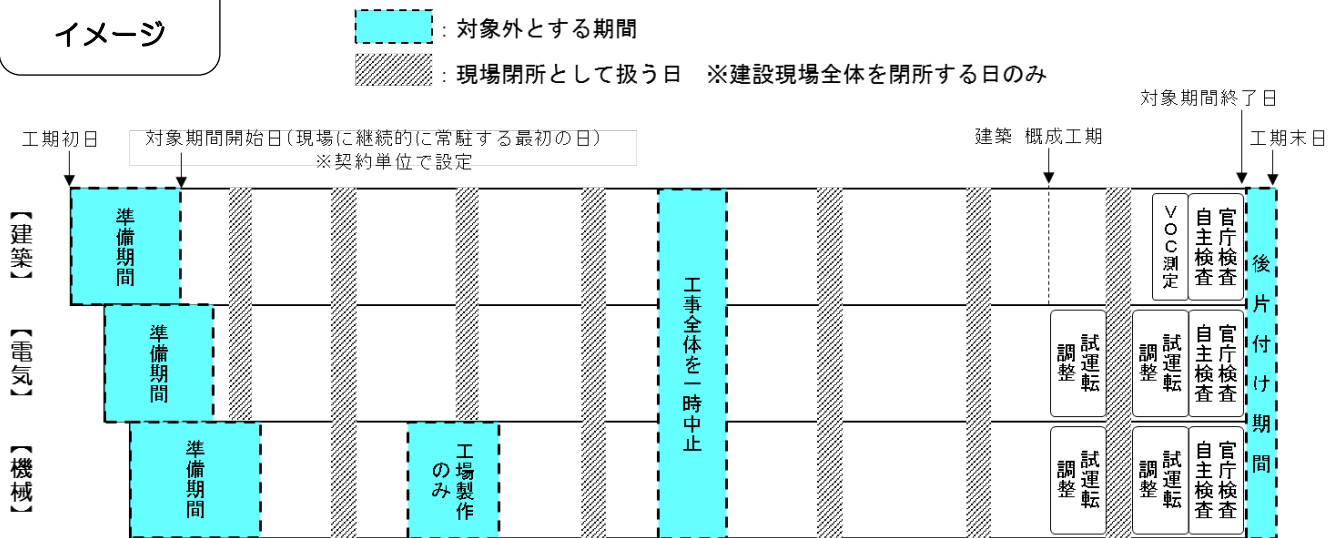 イメージ
：対象外とする期間
：現場閉所として扱う日　※建設現場全体を閉所する日のみ
対象期間終了日
工期初日
対象期間開始日（現場に継続的に常駐する最初の日）
※契約単位で設定
建築 概成工期
工期末日
【建築】
準備期間
工事全体を一時中止
VOC測定
官庁検査
自主検査
後片付け期間
【電気】
準備期間
試運転
調整
試運転
調整
官庁検査
自主検査
【機械】
準備期間
工場製作
のみ
試運転
調整
試運転
調整
官庁検査
自主検査